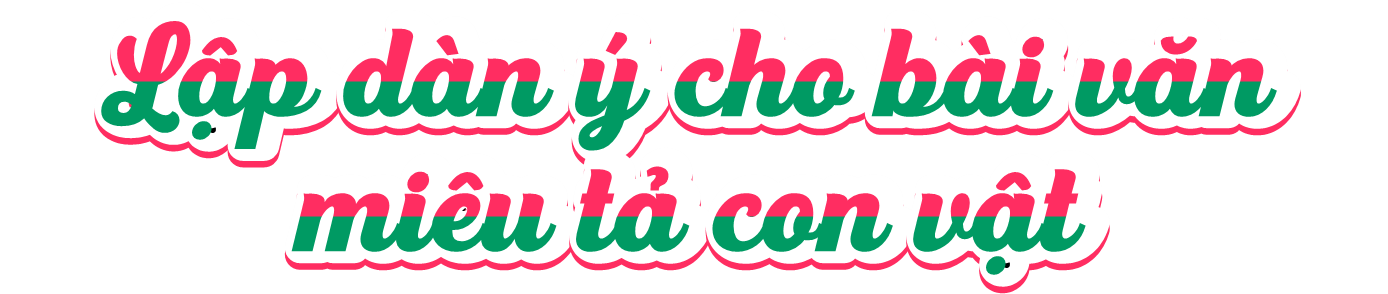 Lập dàn ý cho bài văn
miêu tả con vật